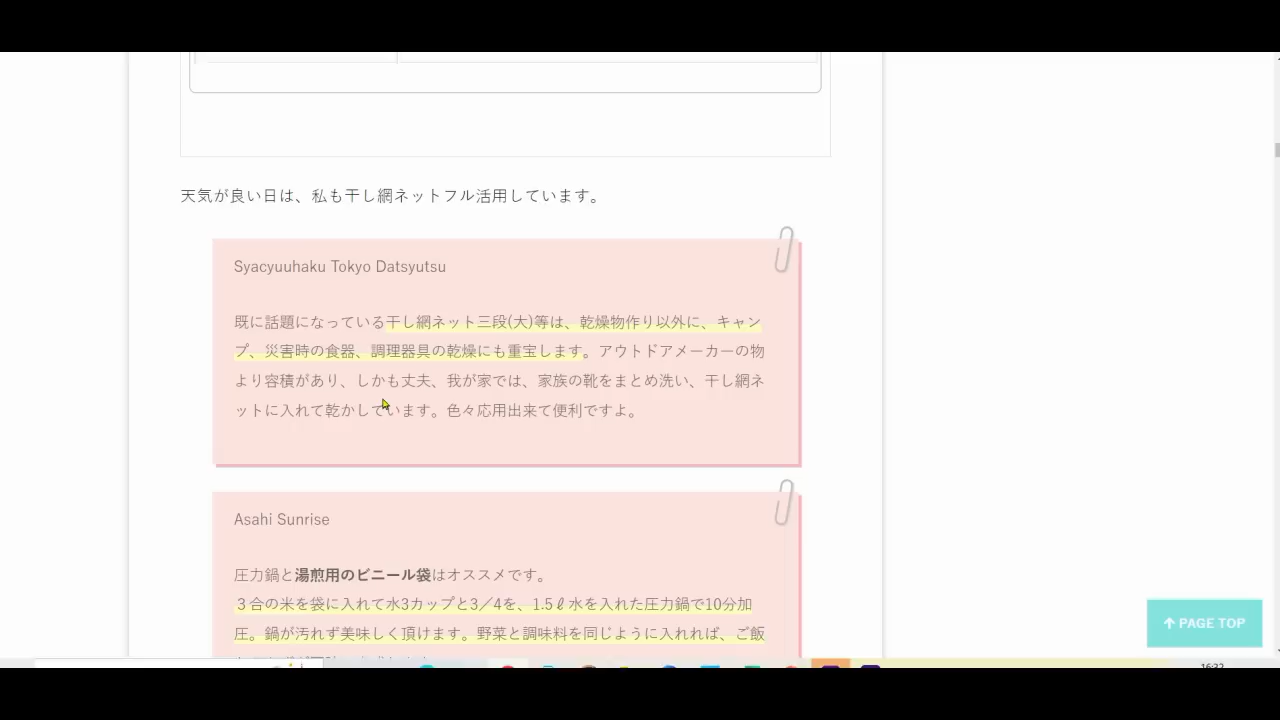 天気が良い日は、私も干し網ネットフル活用しています。
Syacyuuhaku Tokyo Datsyutsu
既に話題になっている干し網ネット三段(大)等は、乾燥物作り以外に、キャン
プ、災害時の食器、調理器具の乾燥にも重宝します。アウトドアメーカーの物
より容積があり、しかも丈夫、我が家では、家族の靴をまとめ洗い、干し網ネ
ットに入れて乾かしています。色々応用出来て便利ですよ。
Asahi Sunrise
圧力鍋と湯煎用のビニール袋はオススメです。
３合の米を袋に入れて水3カップと3／4を、1.5ℓ水を入れた圧力鍋で10分加
圧。鍋が汚れず美味しく頂けます。野菜と調味料を同じように入れれば、ご飯
↑ PAGE TOP
16:32